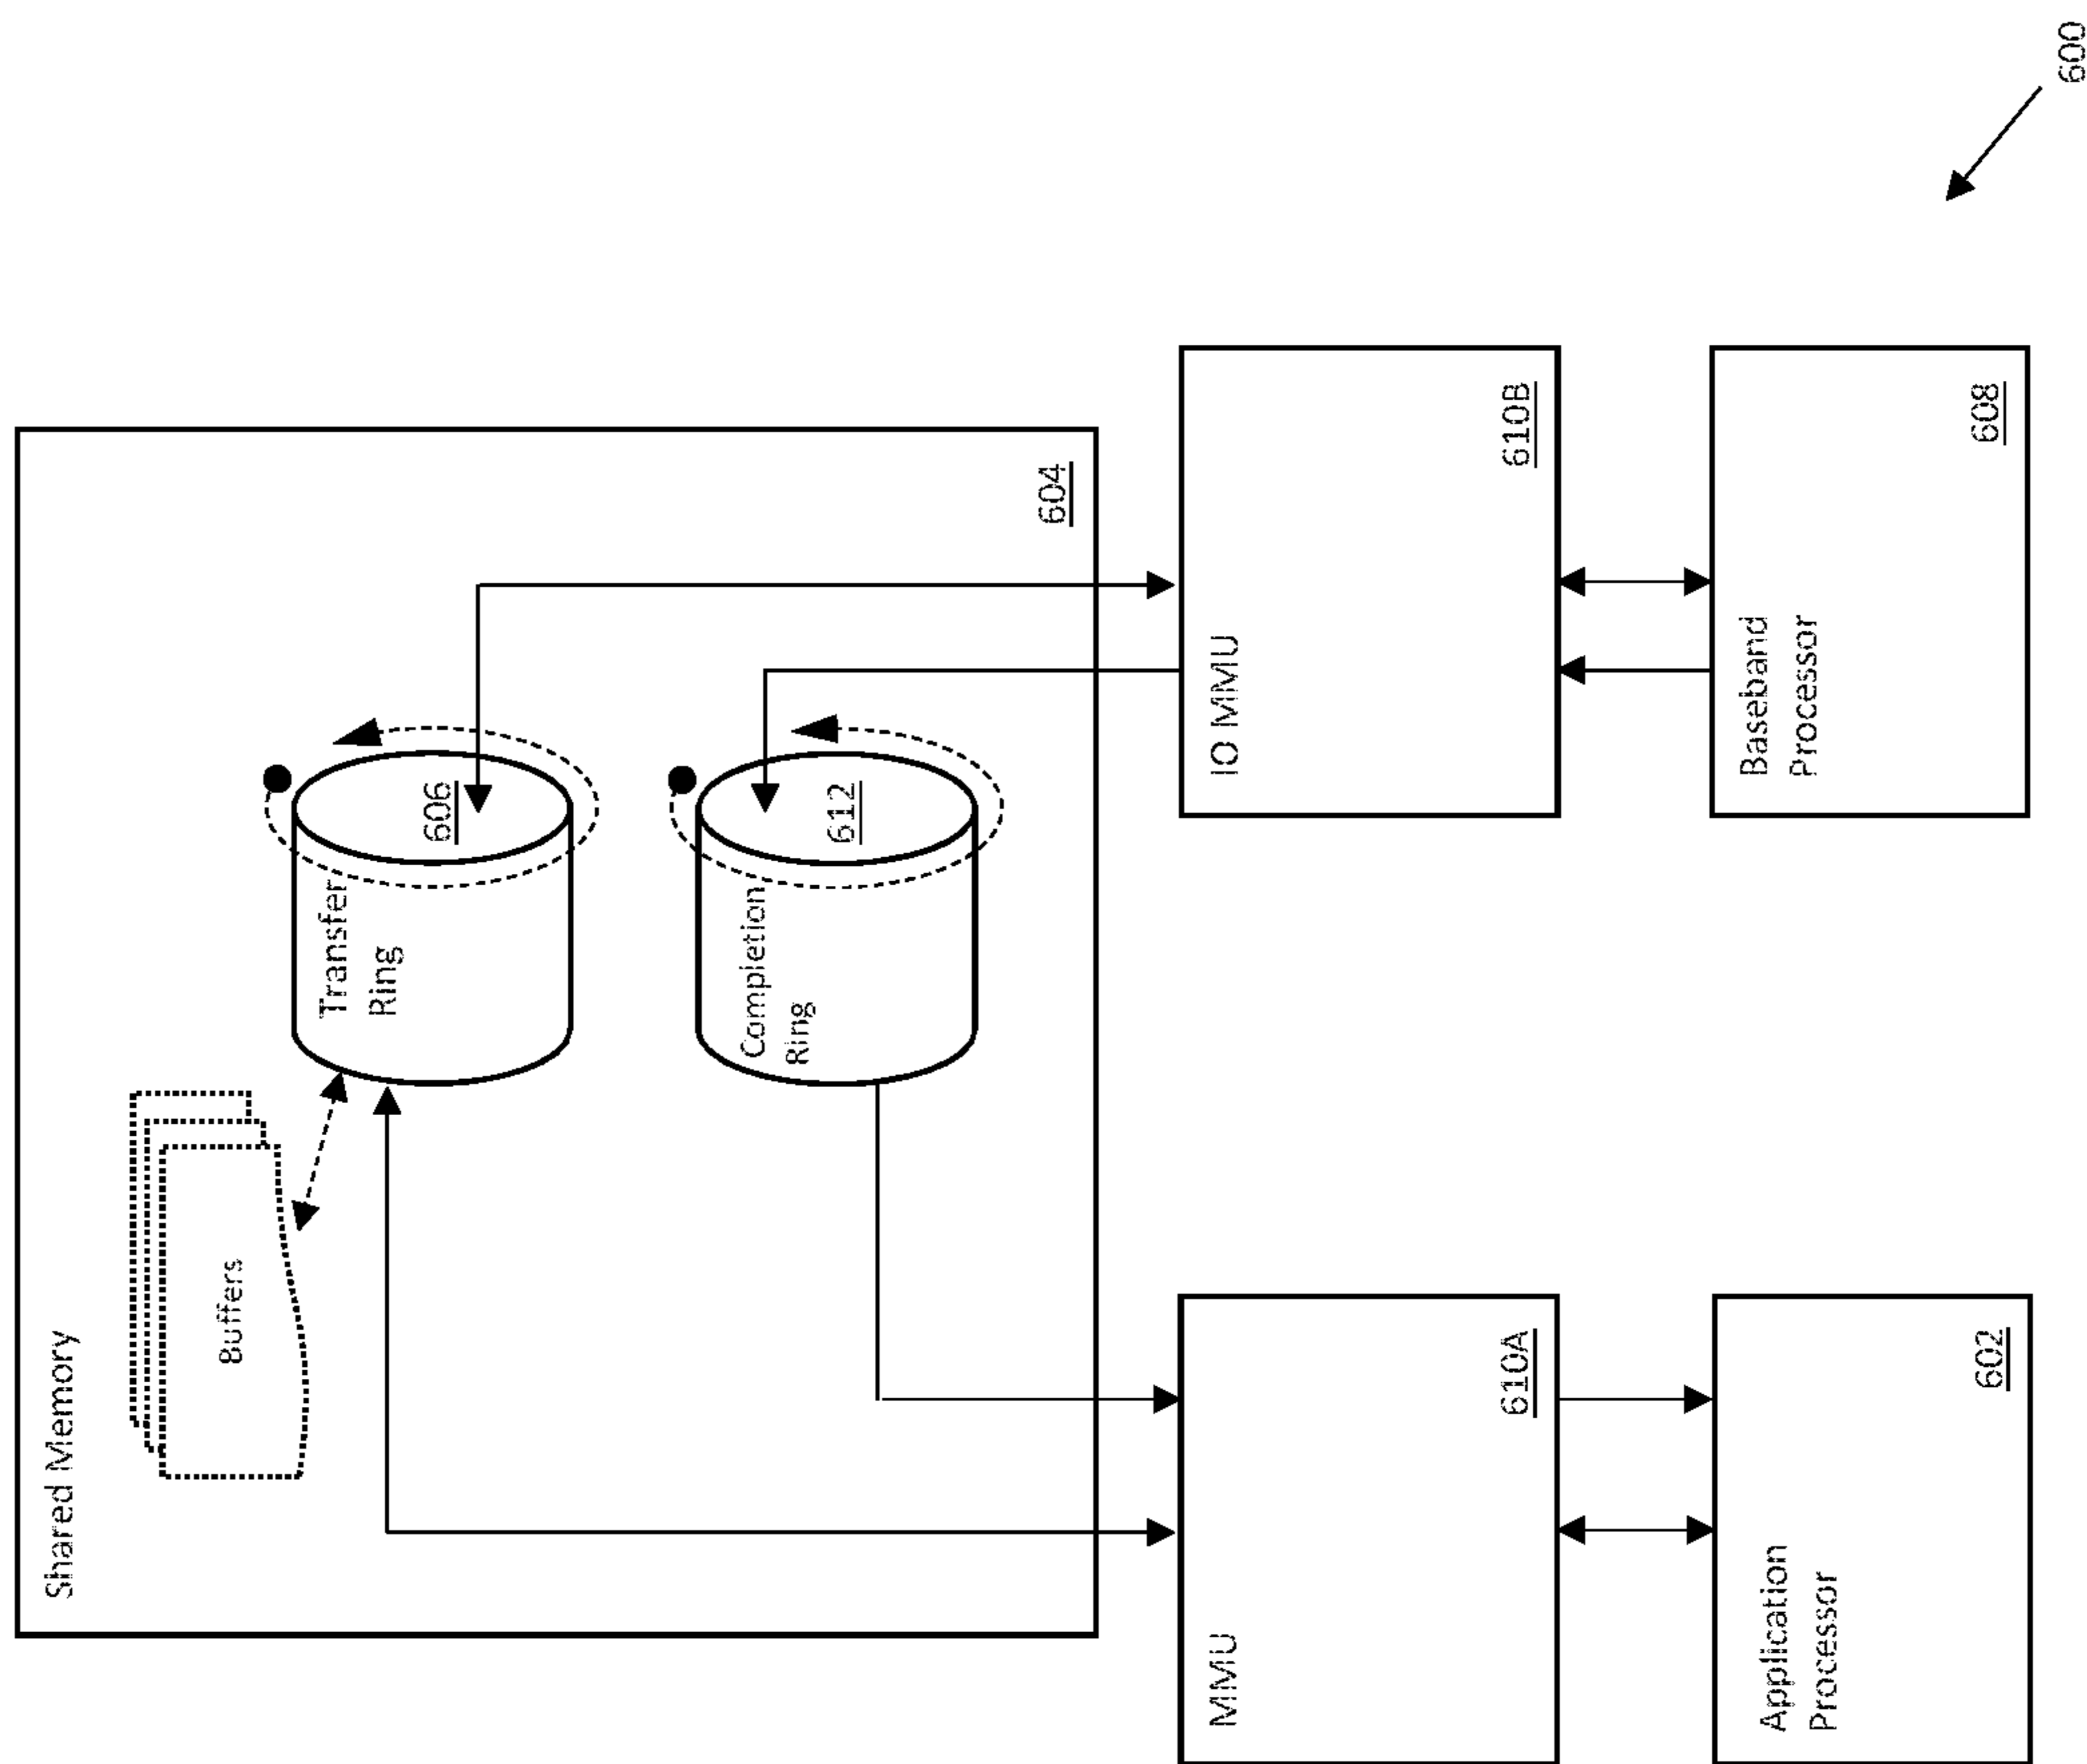 Shared Memory
Buffers
Transfer
Ring
606
Completion
Ring
612
604
MMU
610A
IO MMU
610B
Application
Processor
602
Baseband
Processor
608
600